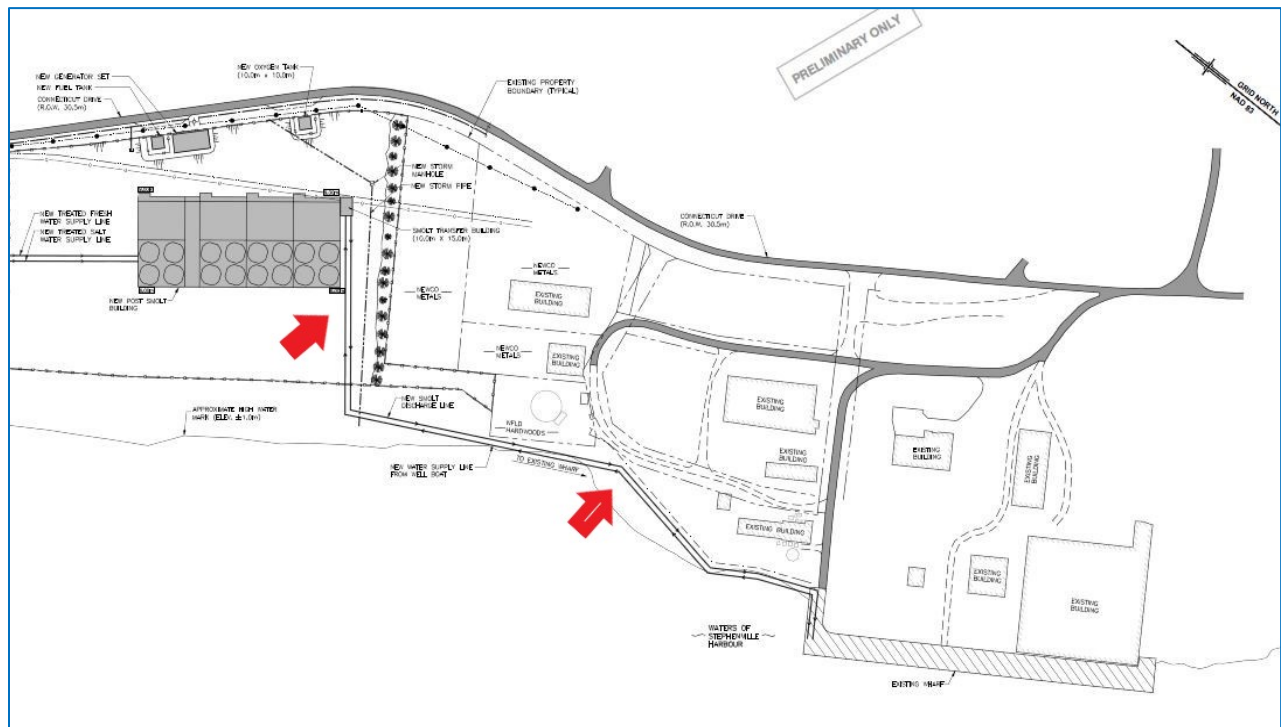 PRELIMINARY ONLY
GRID NORTH
NAD 83
NEW GENERATOR SET
NEW FUEL TANK
CONNECTICUT DRIVE
(R.O.W. 30.5m)
NEW OXYGEN TANK
(10.0m x 10.0m)
EXISTING PROPERTY
BOUNDARY (TYPICAL)
NEW STORM
MANHOLE
NEW STORM PIPE
NEW TREATED FRESH
WATER SUPPLY LINE
NEW TREATED SALT
WATER SUPPLY LINE
SMOLT TRANSFER BUILDING
(10.0m X 15.0m)
CONNECTICUT DRIVE
(R.O.W. 30.5m)
NEW POST SMOLT
BUILDING
NEWCO
METALS
NEWCO
METALS
EXISTING
BUILDING
NEWCO
METALS
EXISTING
BUILDING
APPROXIMATE HIGH WATER
MARK (ELEV. ±1.0m)
NEW SMOLT
DISCHARGE LINE
NFLD
HARDWOODS
EXISTING
BUILDING
EXISTING
BUILDING
EXISTING
BUILDING
EXISTING
BUILDING
NEW WATER SUPPLY LINE
FROM WELL BOAT
TO EXISTING WHARF
EXISTING BUILDING
EXISTING
BUILDING
EXISTING
BUILDING
WATERS OF
STEPHENVILLE
HARBOUR
EXISTING WHARF